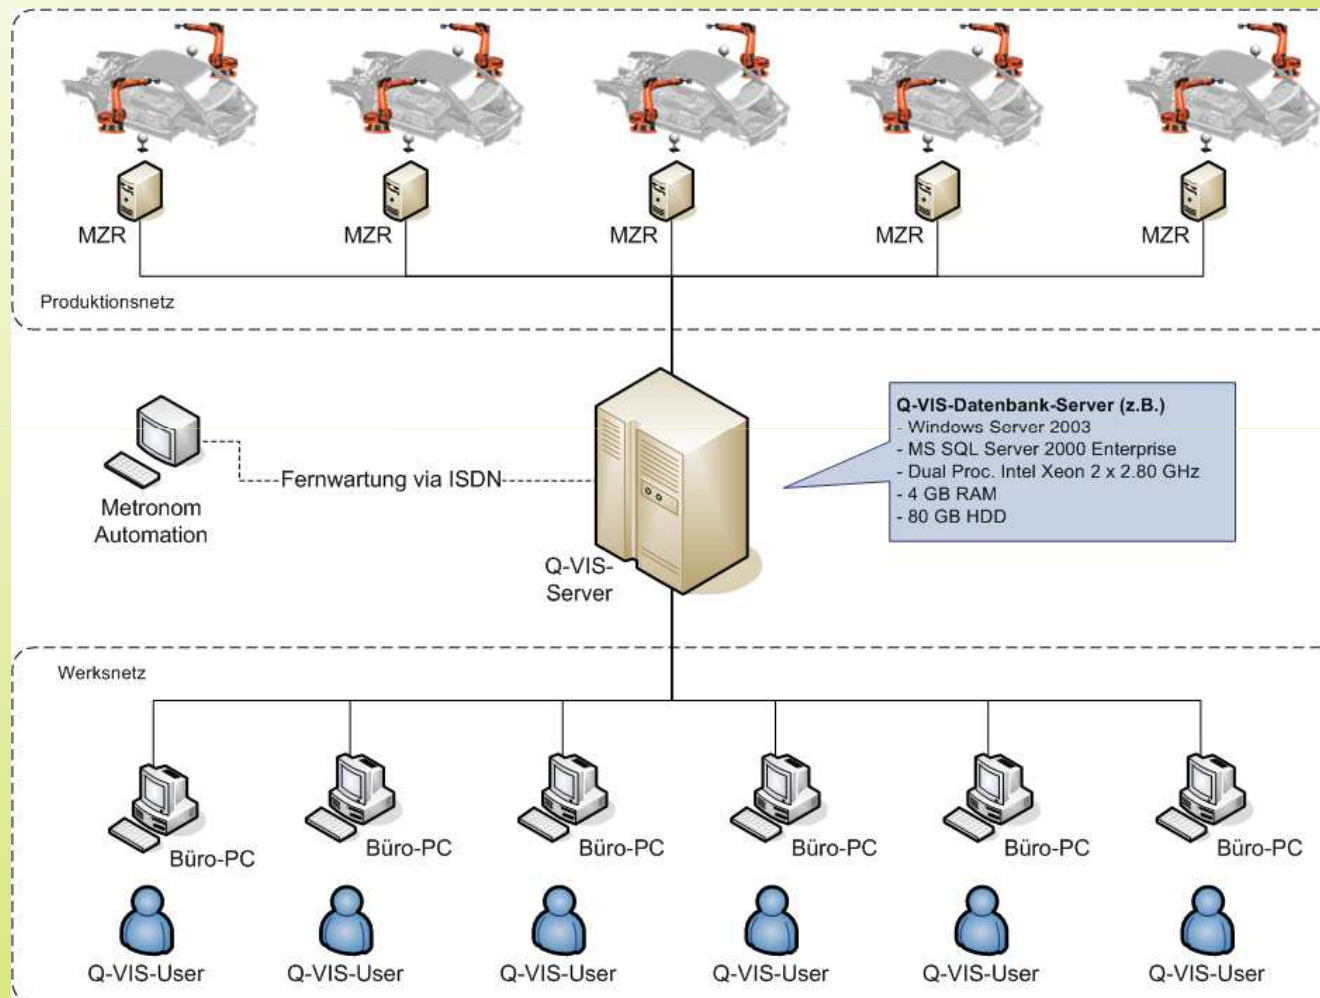 MZR
MZR
MZR
MZR
MZR
Produktionsnetz
Q-VIS-Datenbank-Server (z.B.)
- Windows Server 2003
- MS SQL Server 2000 Enterprise
- Dual Proc. Intel Xeon 2 x 2.80 GHz
- 4 GB RAM
- 80 GB HDD
Fernwartung via ISDN
Metronom
Automation
Q-VIS-
Server
Werksnetz
Büro-PC
Büro-PC
Büro-PC
Büro-PC
Büro-PC
Büro-PC
Q-VIS-User
Q-VIS-User
Q-VIS-User
Q-VIS-User
Q-VIS-User
Q-VIS-User